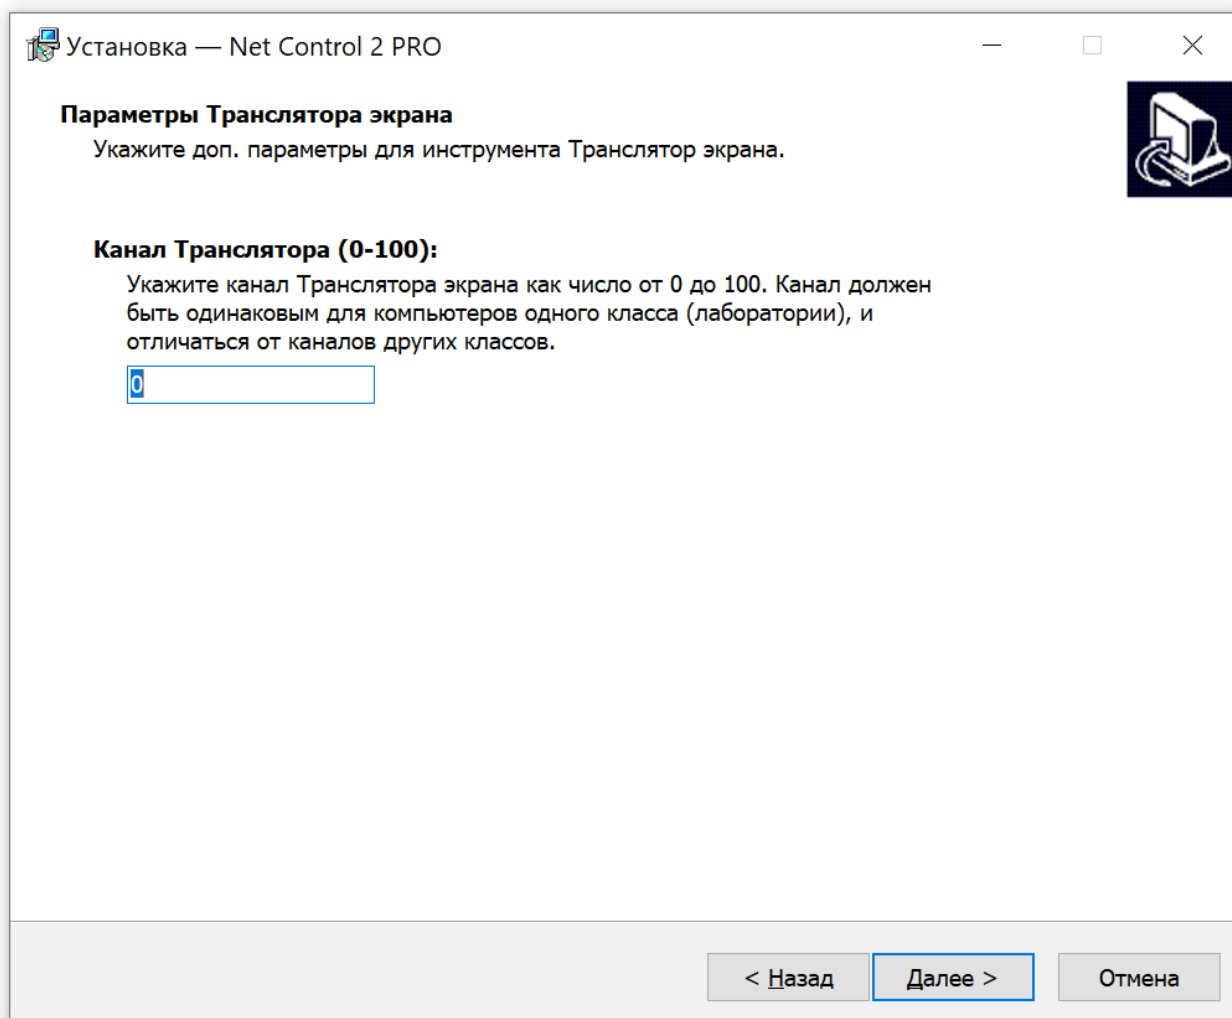 Установка — Net Control 2 PRO
Параметры Транслятора экрана
Укажите доп. параметры для инструмента Транслятор экрана.
Канал Транслятора (0-100):
Укажите канал Транслятора экрана как число от 0 до 100. Канал должен
быть одинаковым для компьютеров одного класса (лаборатории), и
отличаться от каналов других классов.
0
< Назад Далее > Отмена